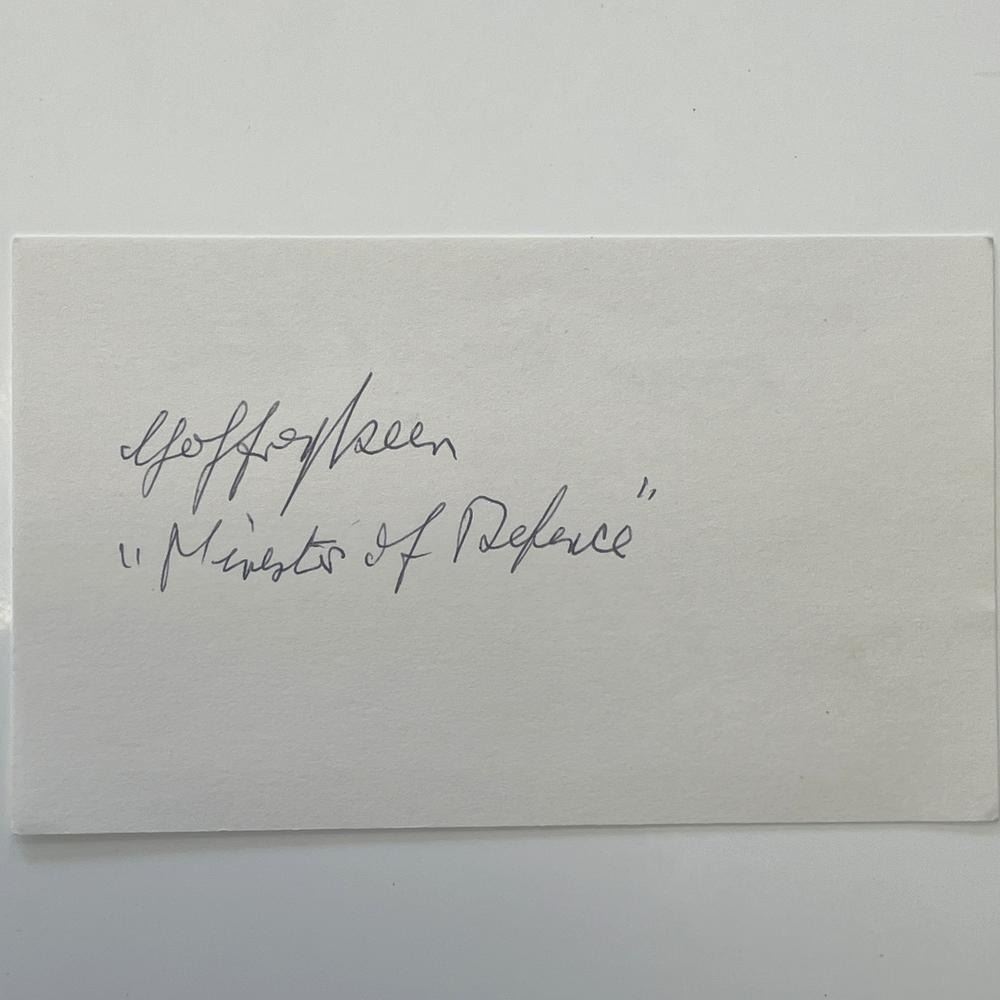 Geoffrey Keen
"Minister of Defence"